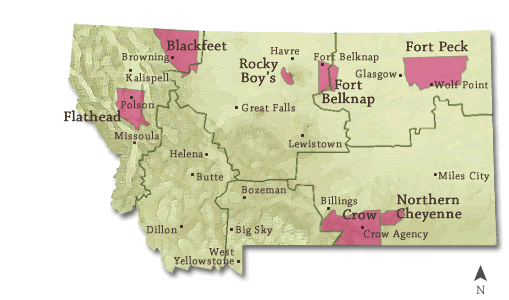 Blackfeet
Browning
Kalispell
Havre
Rocky
Boy's
Fort Belknap
Fort
Belknap
Fort Peck
Glasgow
Wolf Point
Polson
Flathead
Missoula
Great Falls
Lewistown
Helena
Butte
Miles City
Bozeman
Billings
Northern
Cheyenne
Crow
Crow Agency
Dillon
Big Sky
West
Yellowstone
N